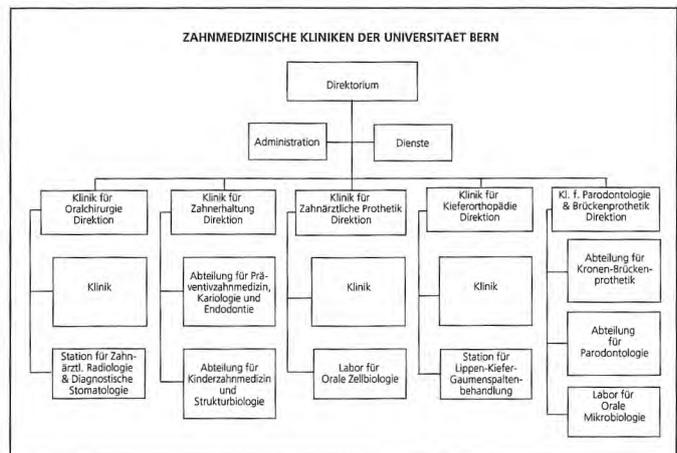 ZAHNMEDIZINISCHE KLINIKEN DER UNIVERSITAET BERN
Direktorium
Administration
Dienste
Klinik für
Oralchirurgie
Direktion
Klinik für
Zahnerhaltung
Direktion
Klinik für
Zahnärztliche Prothetik
Direktion
Klinik für
Kieferorthopädie
Direktion
Kl. f. Parodontologie
& Brückenprothetik
Direktion
Klinik
Abteilung für Prä-
ventivzahnmedizin,
Kariologie und
Endodontie
Klinik
Klinik
Abteilung für
Kronen-Brücken-
prothetik
Station für Zahn-
ärztl. Radiologie
& Diagnostische
Stomatologie
Abteilung für
Kinderzahnmedizin
und
Strukturbiologie
Labor für
Orale Zellbiologie
Station für
Lippen-Kiefer-
Gaumenspalten-
behandlung
Abteilung
für
Parodontologie
Labor für
Orale
Mikrobiologie